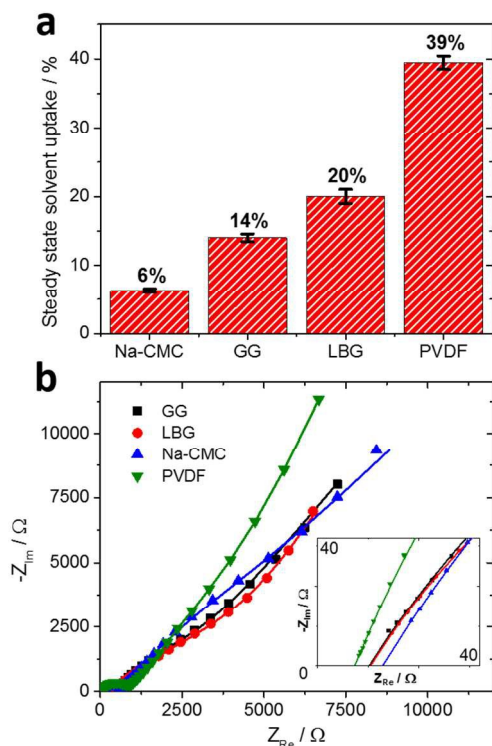 a
Steady state solvent uptake / %
40
30
20
10
0
6%
14%
20%
39%
Na-CMC GG LBG PVDF
b
-Z_Im / Ω
10000
7500
5000
2500
0
GG
LBG
Na-CMC
PVDF
40
-Z_Im / Ω
0
Z_Re / Ω
40
0 2500 5000 7500 10000
Z_Re / Ω